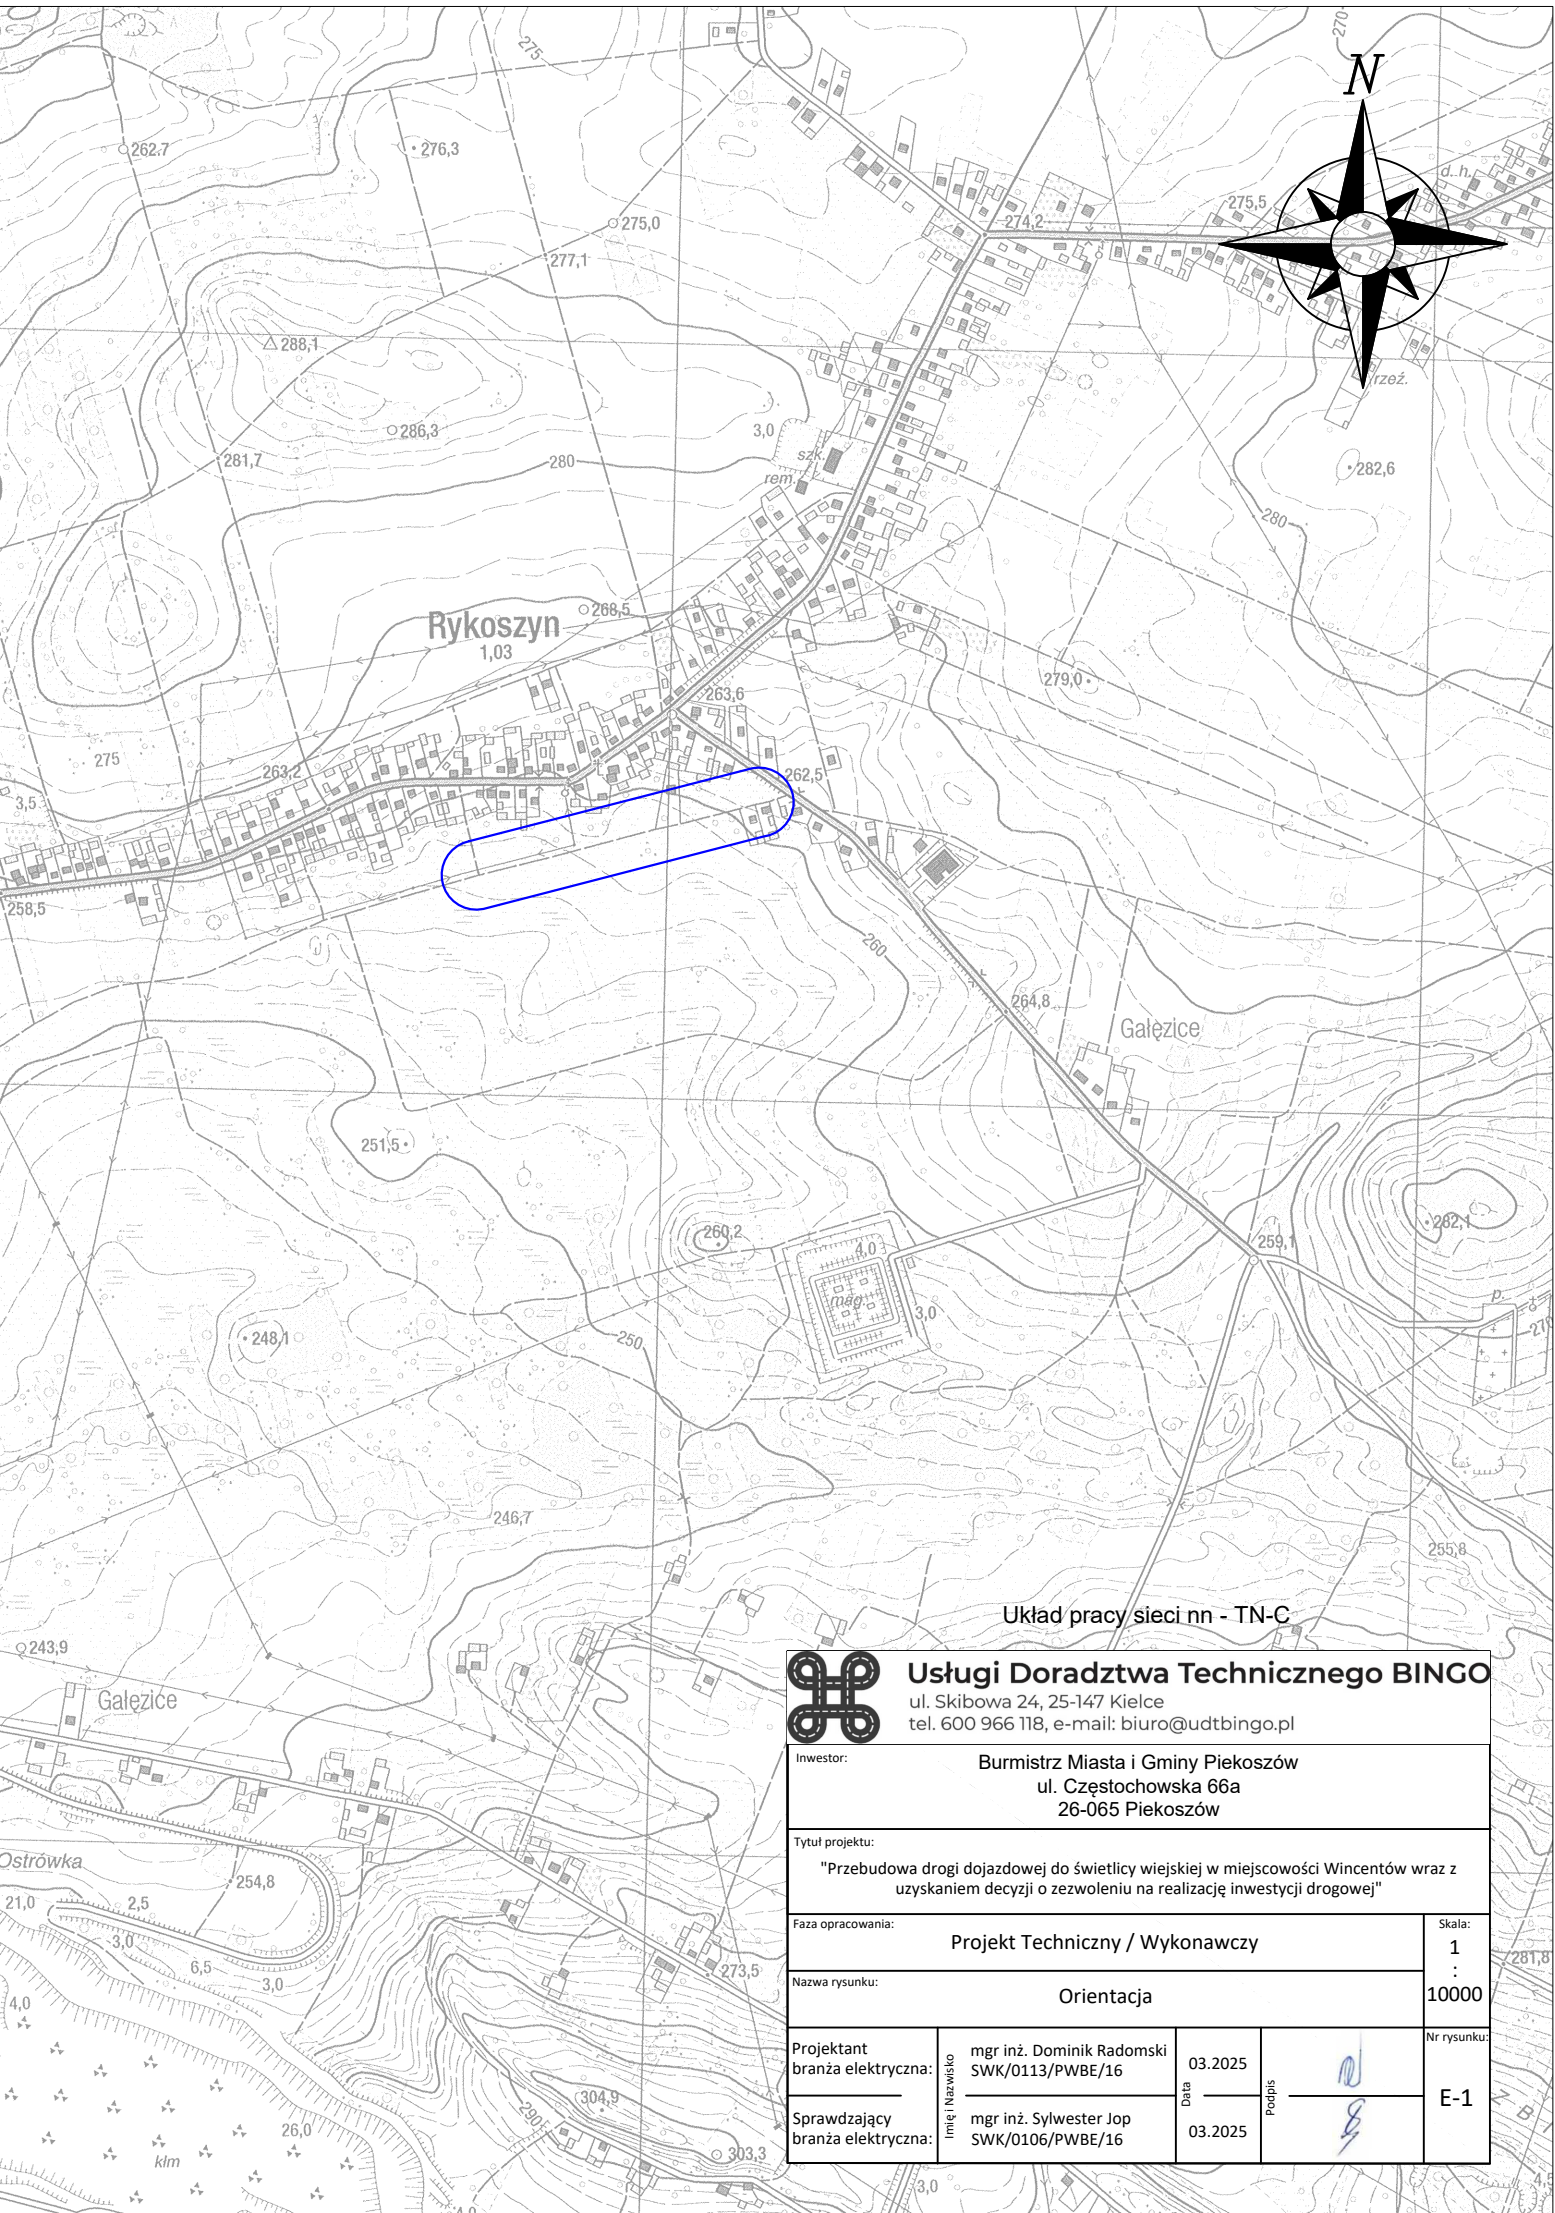 275
270
N
262.7
276,3
d. h.
275,5
275,0
274,2
277,1
288,1
rzeź.
286,3
3,0
281,7
280
szk.
282,6
rem.
280
268,5
Rykoszyn
1,03
279,0
263,6
275
263,2
262,5
3,5
258,5
260
264,8
Gałęzice
251,5
260,2
282,1
4,0
259,1
mag.
p.
3,0
248,1
250
270
246,7
255,8
Układ pracy sieci nn - TN-C
243,9
Gałęzice
Usługi Doradztwa Technicznego BINGO
ul. Skibowa 24, 25-147 Kielce
tel. 600 966 118, e-mail: biuro@udtbingo.pl
Inwestor:
Burmistrz Miasta i Gminy Piekoszów
ul. Częstochowska 66a
26-065 Piekoszów
Tytuł projektu:
"Przebudowa drogi dojazdowej do świetlicy wiejskiej w miejscowości Wincentów wraz z
uzyskaniem decyzji o zezwoleniu na realizację inwestycji drogowej"
Ostrówka
254,8
21,0
2,5
3,0
6,5
3,0
4,0
273,5
281,8
Faza opracowania:
Projekt Techniczny / Wykonawczy
Skala:
1
:
10000
Nazwa rysunku:
Orientacja
Projektant
branża elektryczna:
Imię i Nazwisko
mgr inż. Dominik Radomski
SWK/0113/PWBE/16
Data
03.2025
Podpis
Nr rysunku:
E-1
Sprawdzający
branża elektryczna:
mgr inż. Sylwester Jop
SWK/0106/PWBE/16
03.2025
304,9
290
26,0
klm
303,3
3,0
Z B